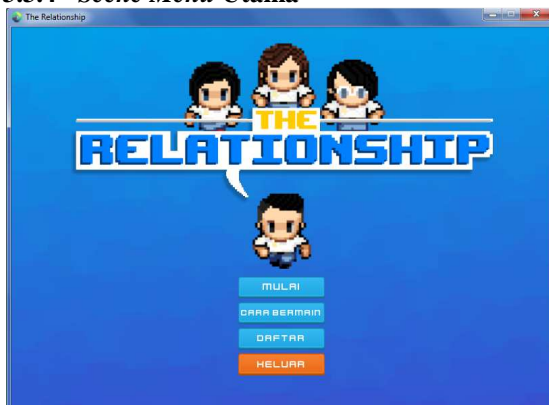 Scene Menu Utama
The Relationship
THE
RELATIONSHIP
MULAI
CARA BERMAIN
DAFTAR
KELUAR